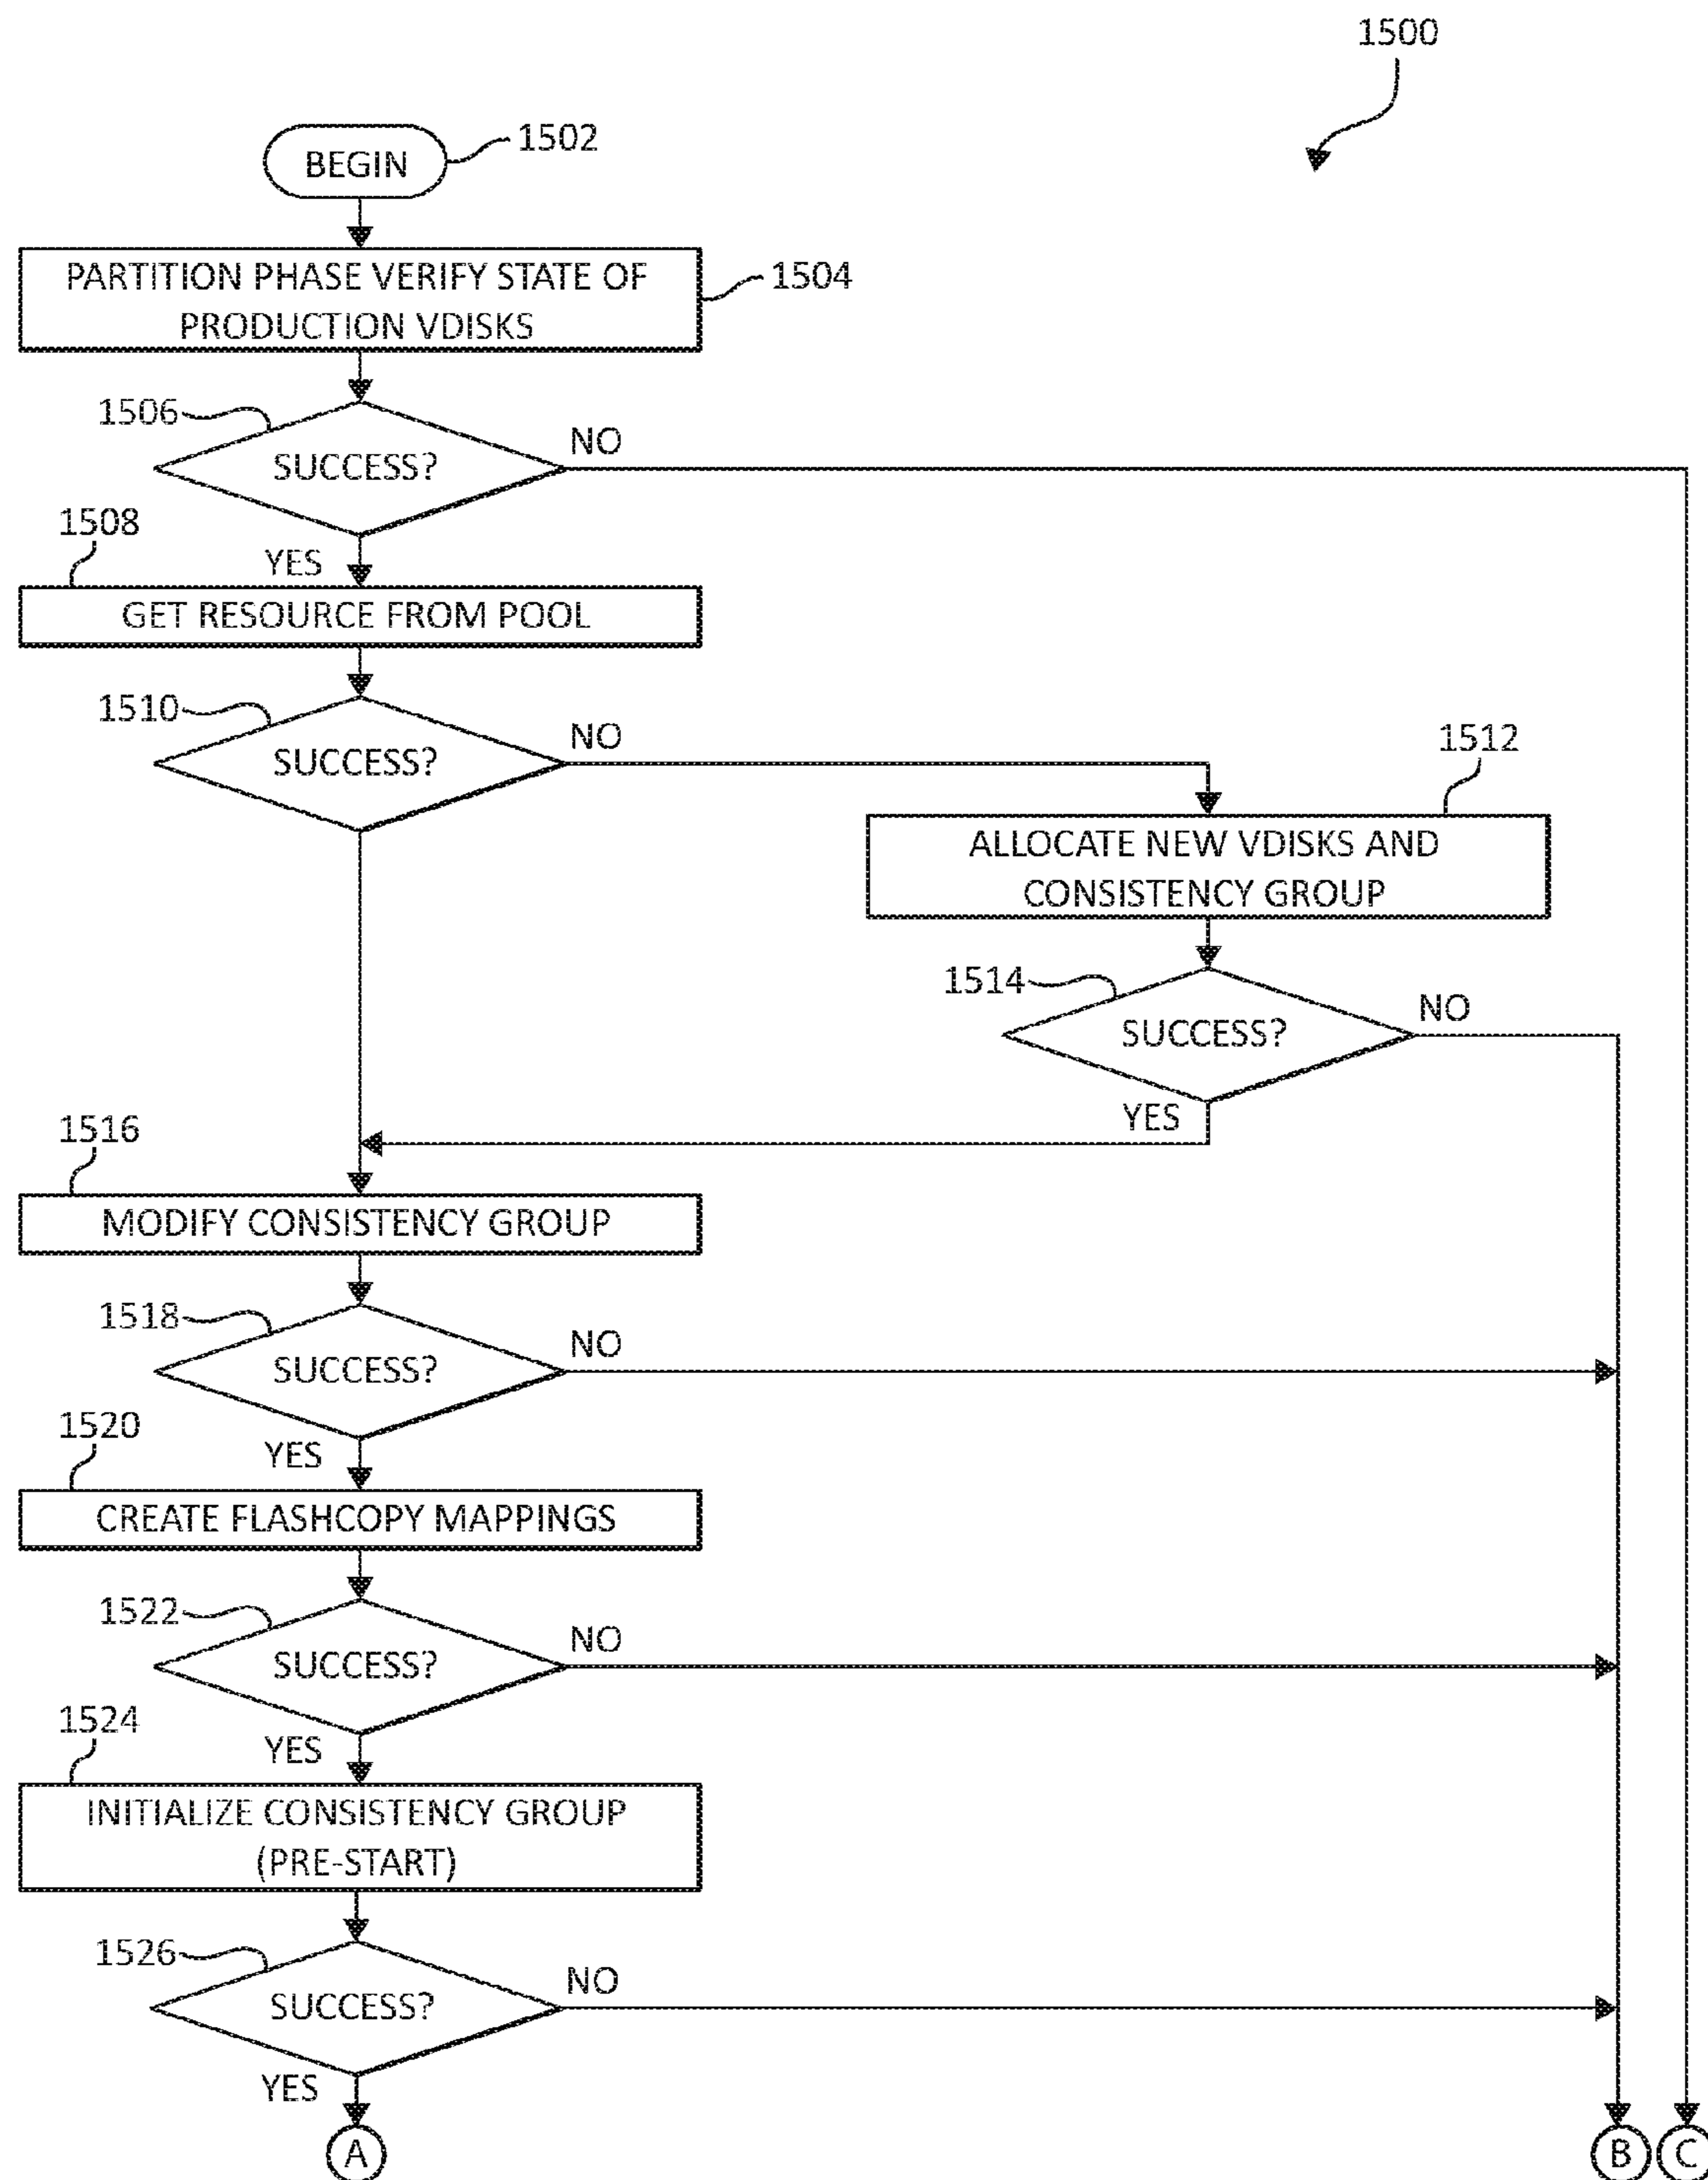 1500
BEGIN
1502
PARTITION PHASE VERIFY STATE OF
PRODUCTION VDISKS
1504
1506
SUCCESS?
NO
1508
YES
GET RESOURCE FROM POOL
1510
SUCCESS?
NO
1512
ALLOCATE NEW VDISKS AND
CONSISTENCY GROUP
1514
SUCCESS?
NO
YES
1516
MODIFY CONSISTENCY GROUP
1518
SUCCESS?
NO
1520
YES
CREATE FLASHCOPY MAPPINGS
1522
SUCCESS?
NO
1524
YES
INITIALIZE CONSISTENCY GROUP
(PRE-START)
1526
SUCCESS?
NO
YES
A
B
C